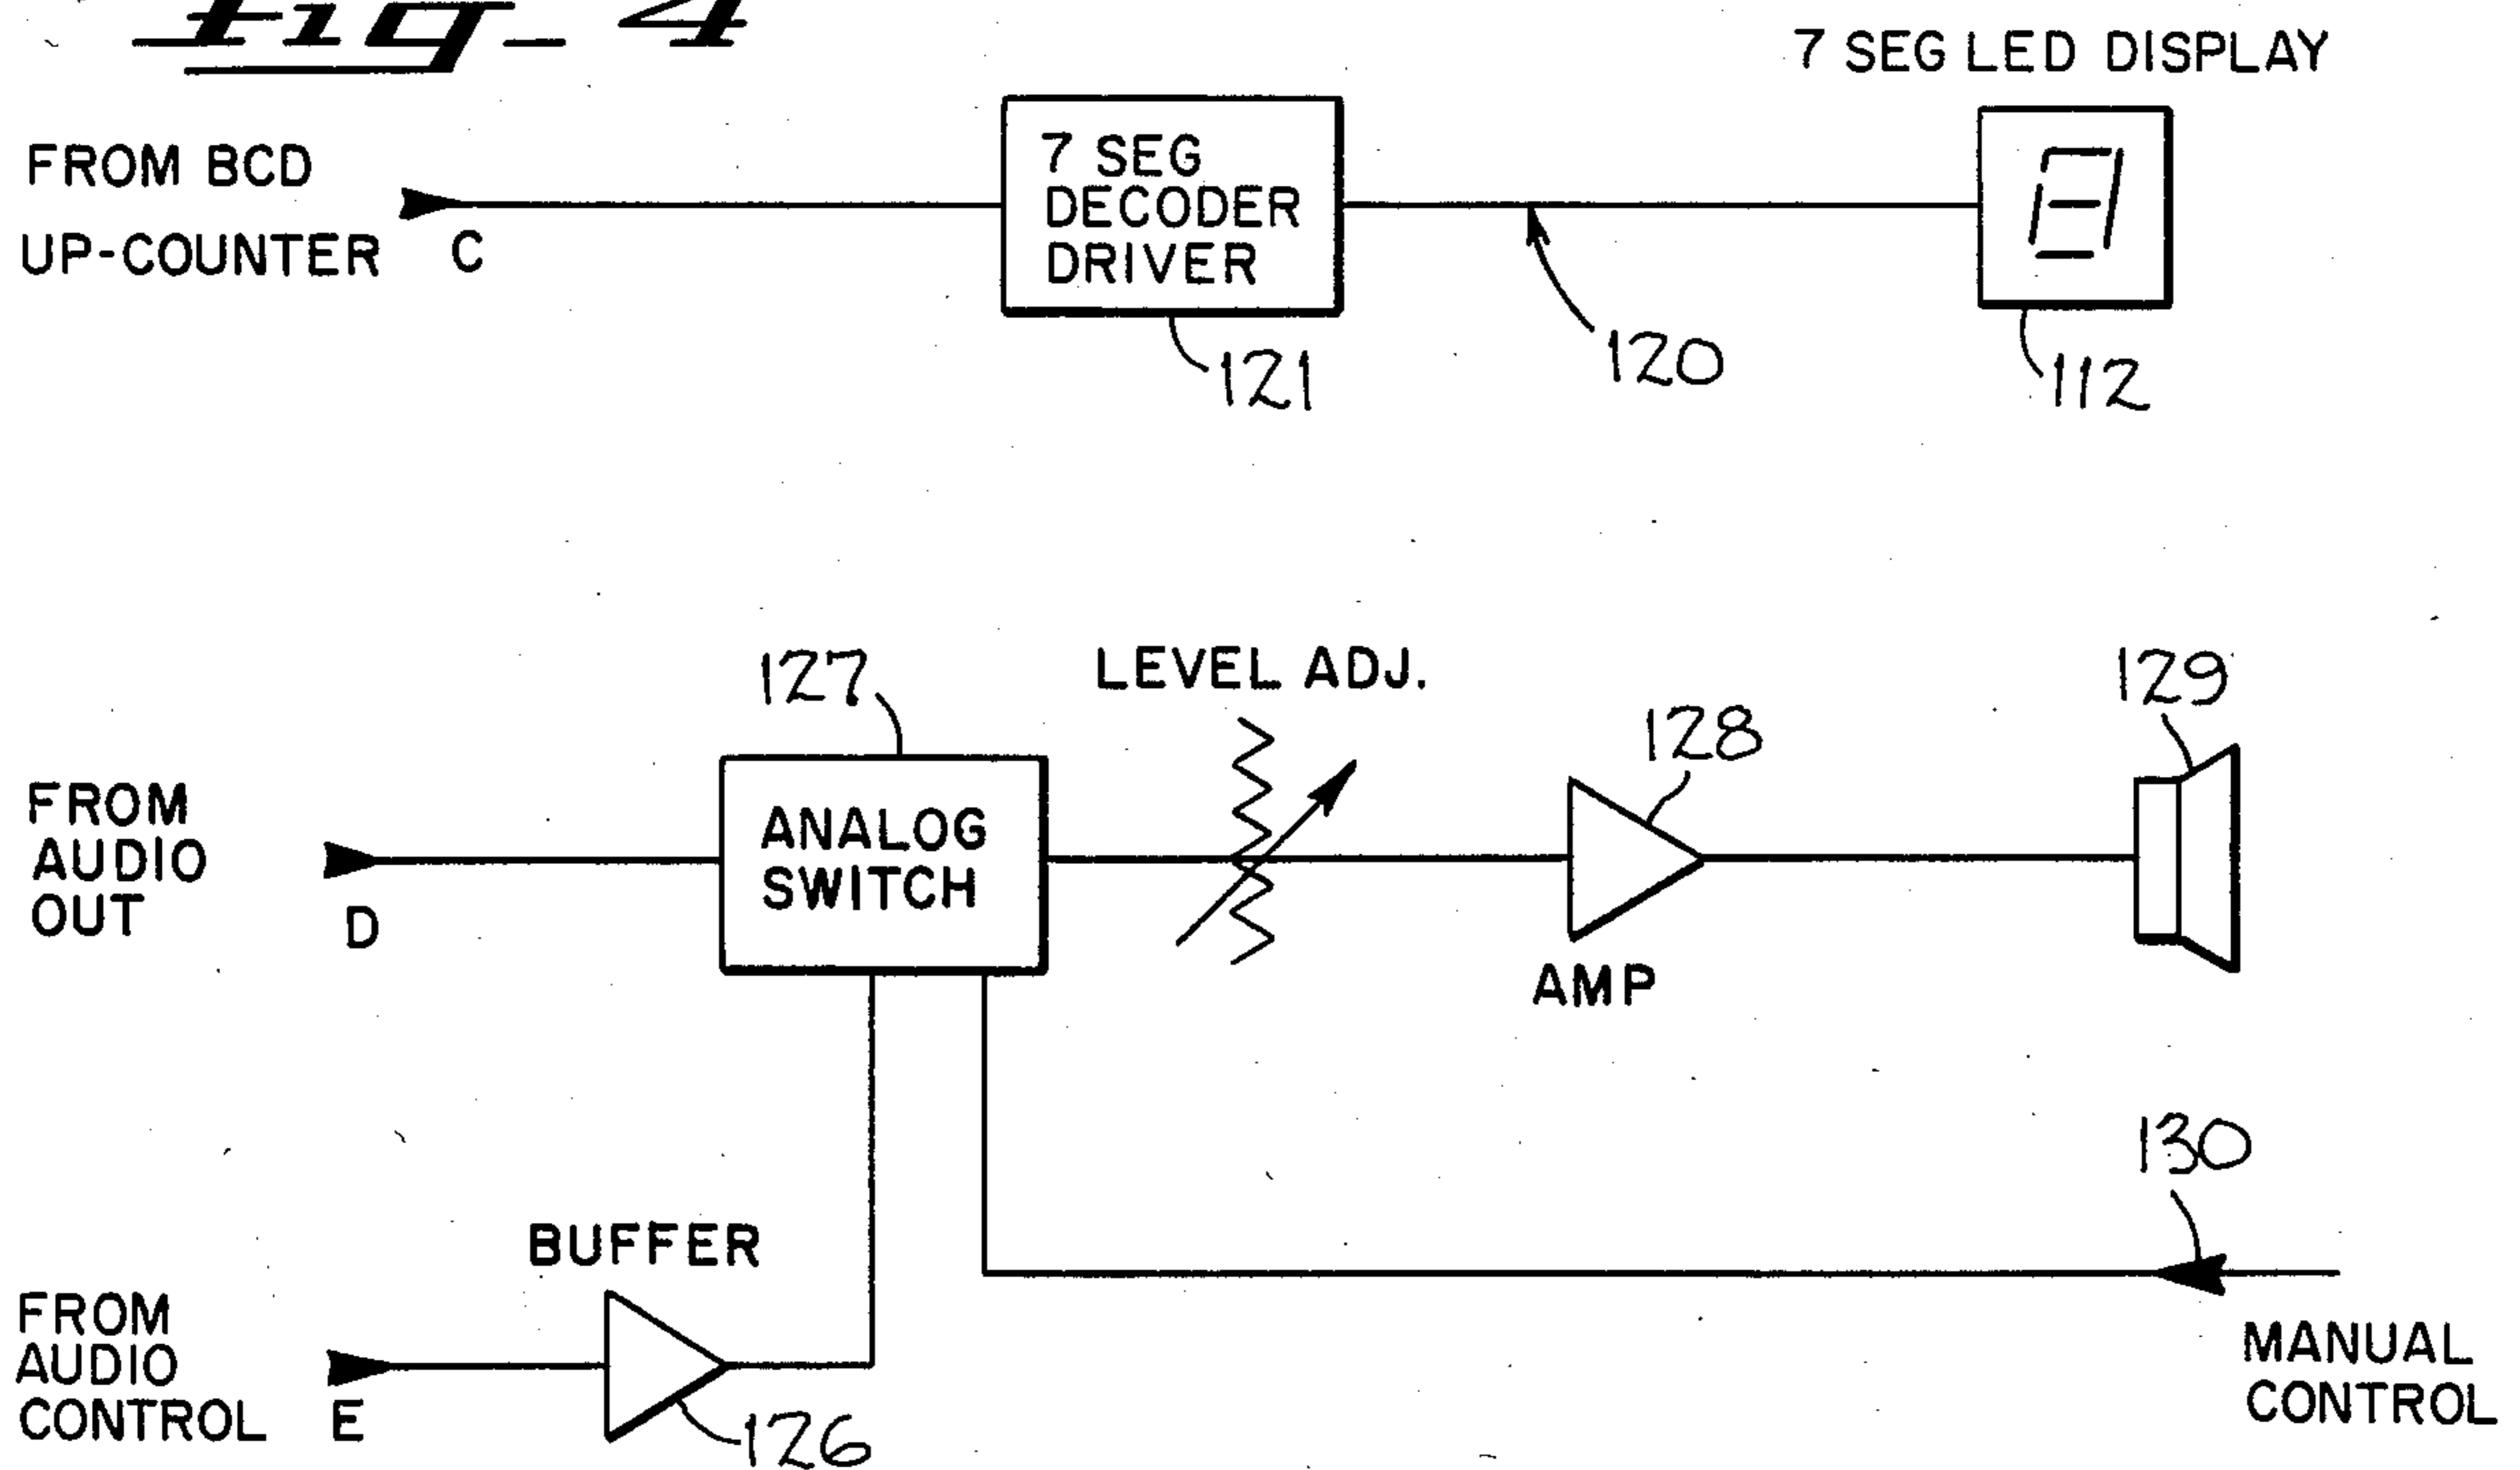 Fig_ 4
7 SEG LED DISPLAY
FROM BCD
UP-COUNTER C
7 SEG
DECODER
DRIVER
121
120
112
127
LEVEL ADJ.
128
129
FROM
AUDIO
OUT
D
ANALOG
SWITCH
AMP
130
BUFFER
FROM
AUDIO
CONTROL E
126
MANUAL
CONTROL